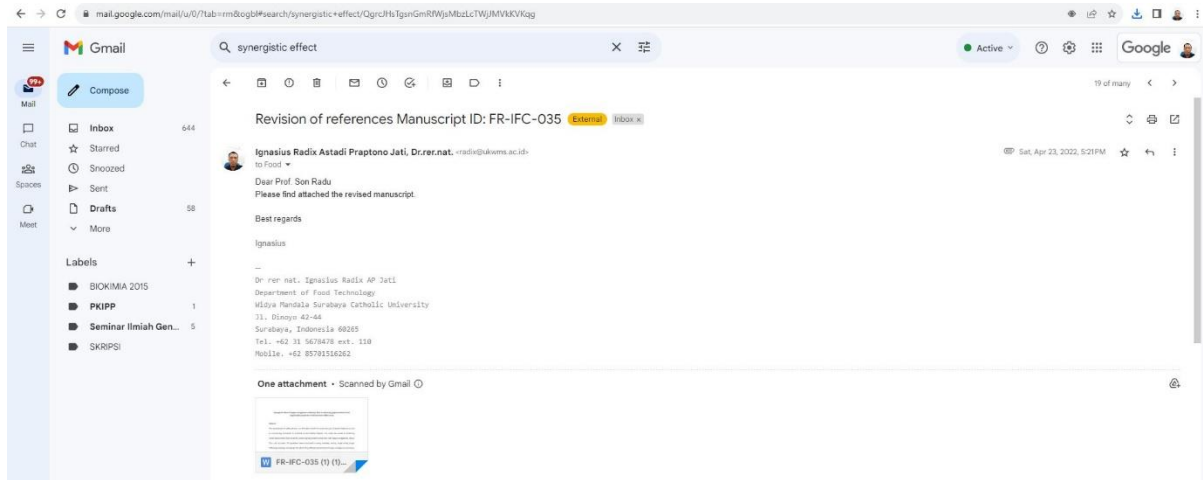 mail.google.com/mail/u/0/?tab=rm&ogbl#search/synergistic+effect/QgrcJHsTgsnGmRfWjsMbzLcTWjJMVkKVKqg
Gmail
synergistic effect
Active
Google
99+
Mail
Compose
19 of many
Inbox 644
Revision of references Manuscript ID: FR-IFC-035 External Inbox x
Chat
Starred
Ignasius Radix Astadi Praptono Jati, Dr.rer.nat. <radix@ukwms.ac.id>
Sat, Apr 23, 2022, 5:21 PM
to Food
Snoozed
Spaces
Sent
Dear Prof. Son Radu
Please find attached the revised manuscript.
Drafts 58
Meet
More
Best regards
Ignasius
Labels +
--
BIOKIMIA 2015
Dr rer nat. Ignasius Radix AP Jati
Department of Food Technology
PKIPP 1
Widya Mandala Surabaya Catholic University
Jl. Dinoyo 42-44
Seminar Ilmiah Gen... 5
Surabaya, Indonesia 60265
SKRIPSI
Tel. +62 31 5678478 ext. 110
Mobile. +62 85701516262
One attachment • Scanned by Gmail
W FR-IFC-035 (1) (1)...